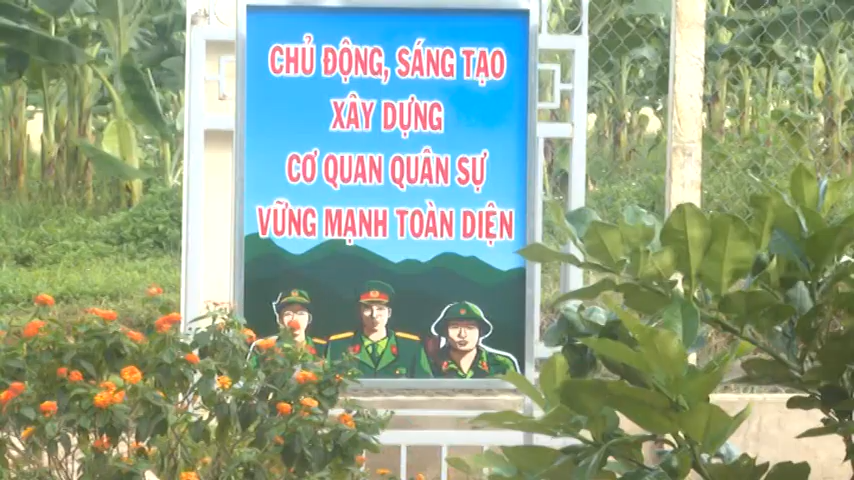 CHỦ ĐỘNG, SÁNG TẠO
XÂY DỰNG
CƠ QUAN QUÂN SỰ
VỮNG MẠNH TOÀN DIỆN